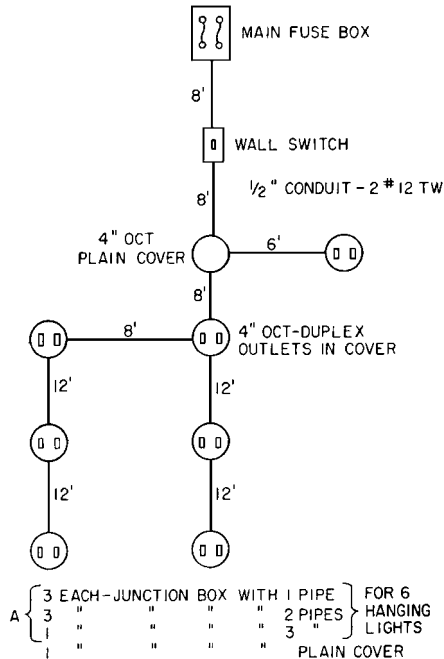 MAIN FUSE BOX
8'
WALL SWITCH
1/2" CONDUIT - 2 #12 TW
8'
4" OCT
PLAIN COVER
6'
8'
8'
4" OCT-DUPLEX
OUTLETS IN COVER
12'
12'
12'
12'
A { 3 EACH-JUNCTION BOX WITH 1 PIPE } FOR 6
3 " " " " 2 PIPES HANGING
1 " " " " 3 " LIGHTS
1 " " " PLAIN COVER